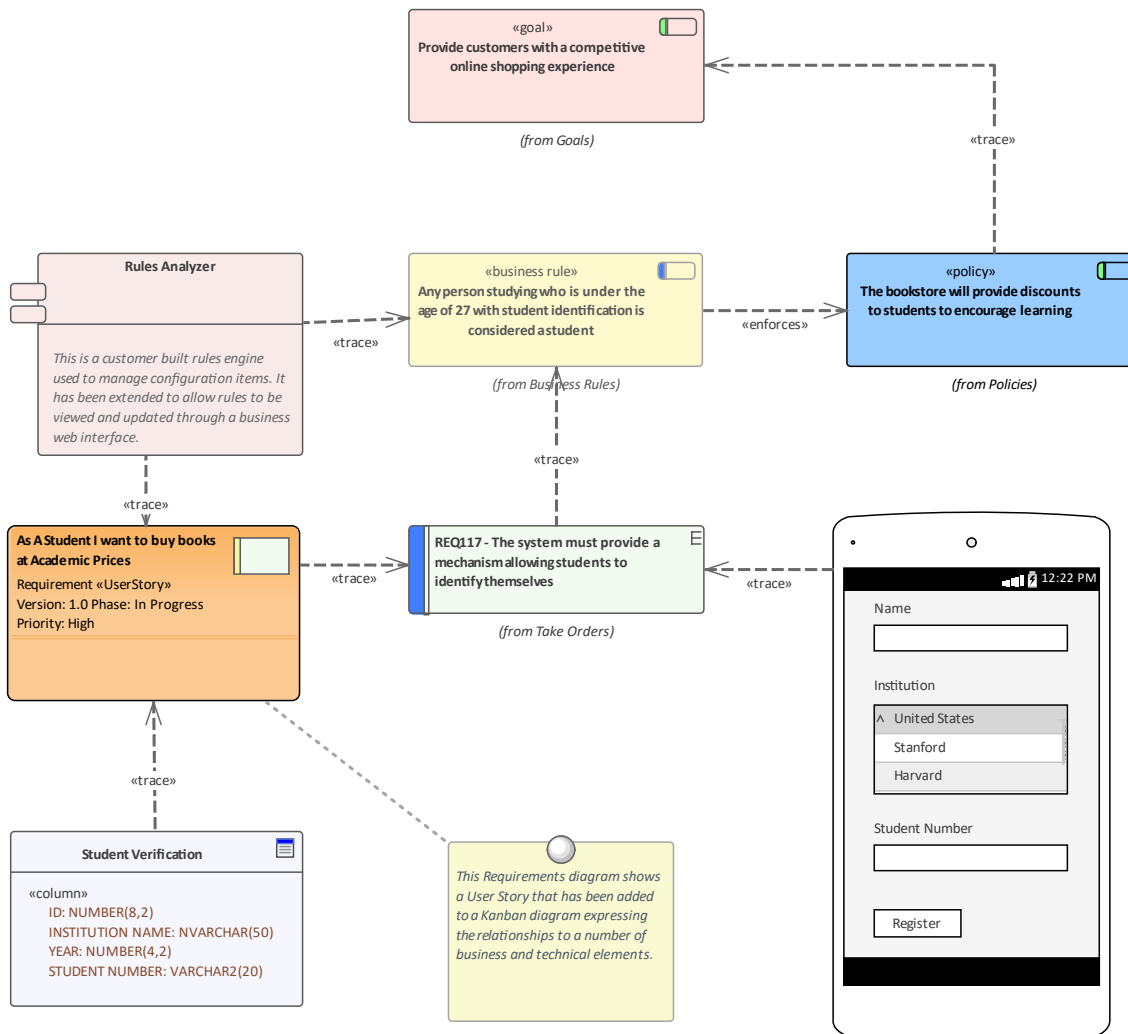 «goal»
Provide customers with a competitive
online shopping experience
(from Goals)
«trace»
Rules Analyzer
This is a customer built rules engine
used to manage configuration items. It
has been extended to allow rules to be
viewed and updated through a business
web interface.
«trace»
«business rule»
Any person studying who is under the
age of 27 with student identification is
considered a student
(from Business Rules)
«enforces»
«policy»
The bookstore will provide discounts
to students to encourage learning
(from Policies)
«trace»
«trace»
As A Student I want to buy books
at Academic Prices
Requirement «UserStory»
Version: 1.0 Phase: In Progress
Priority: High
«trace»
REQ117 - The system must provide a
mechanism allowing students to
identify themselves
(from Take Orders)
«trace»
12:22 PM
Name
Institution
^ United States
Stanford
Harvard
Student Number
Register
«trace»
Student Verification
«column»
ID: NUMBER(8,2)
INSTITUTION NAME: NVARCHAR(50)
YEAR: NUMBER(4,2)
STUDENT NUMBER: VARCHAR2(20)
This Requirements diagram shows
a User Story that has been added
to a Kanban diagram expressing
the relationships to a number of
business and technical elements.